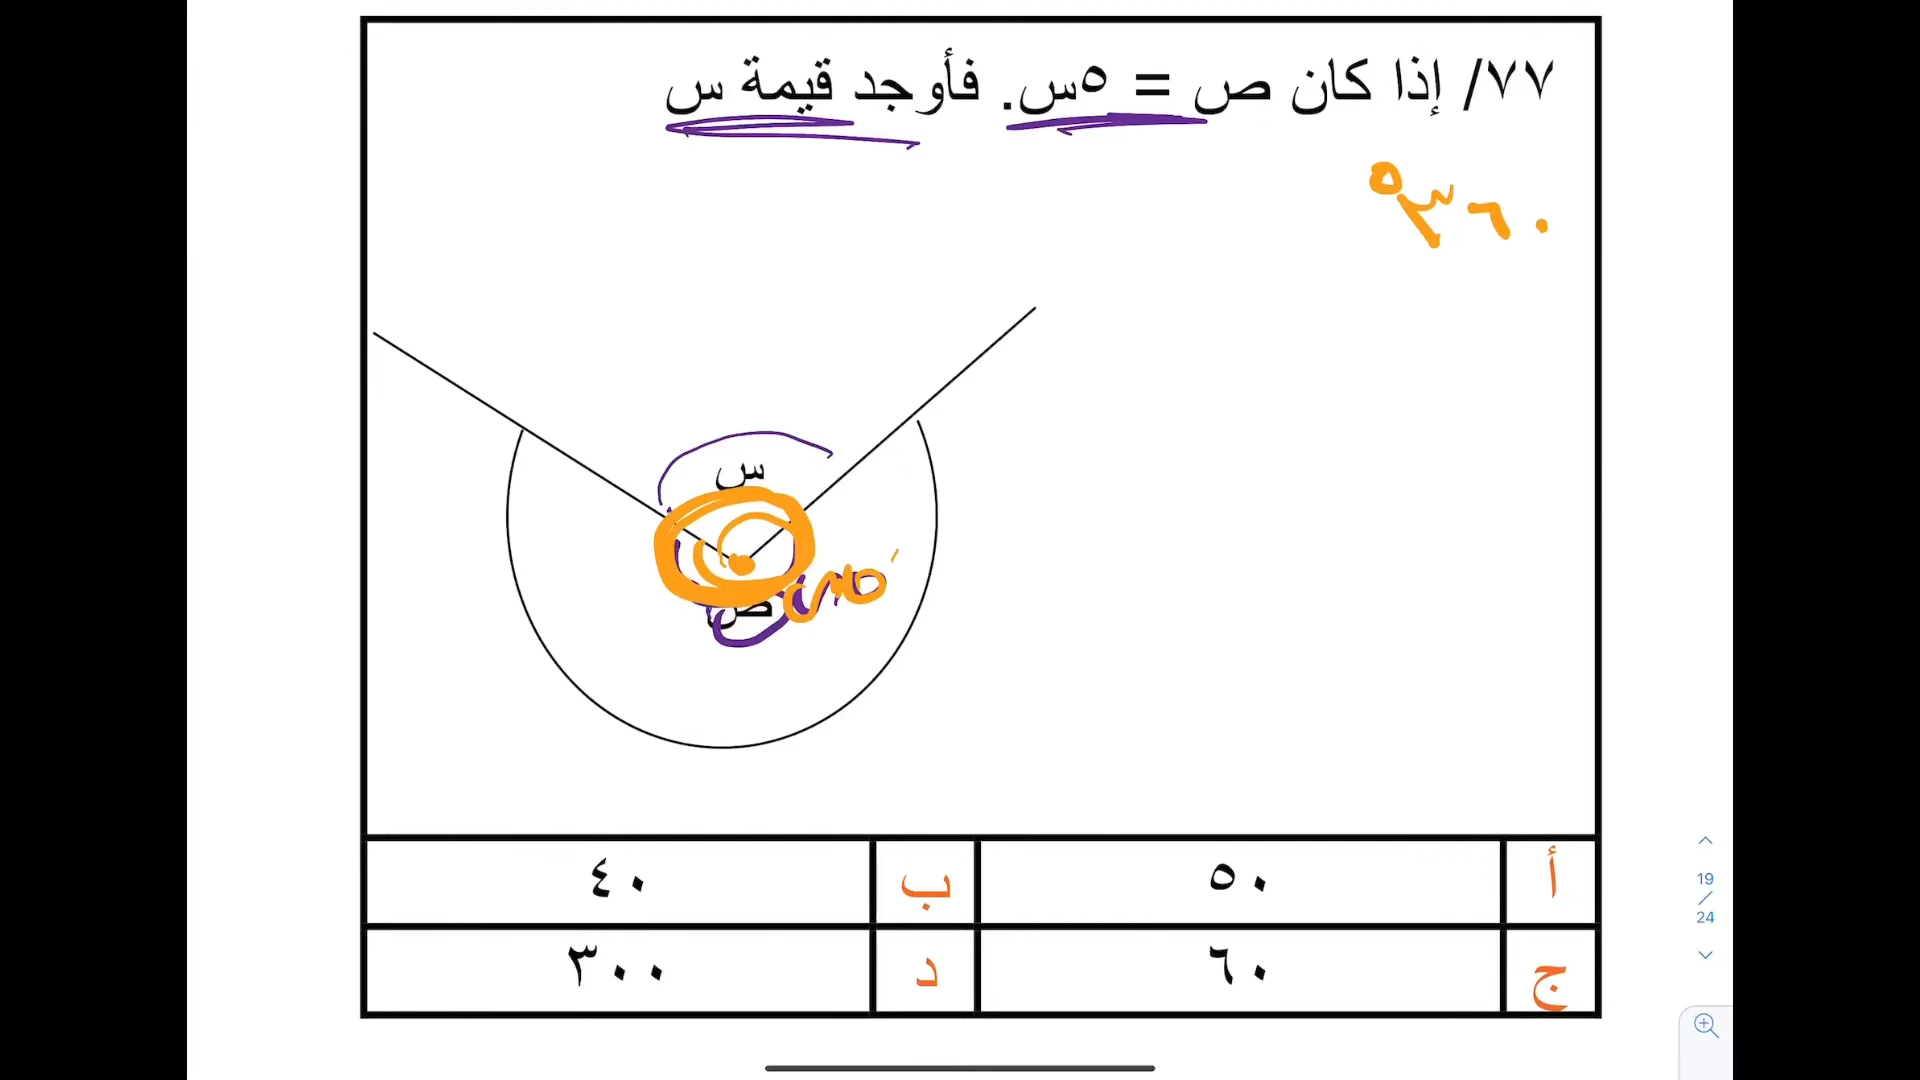 ٧٧/ إذا كان ص = ٥س. فأوجد قيمة س
٣٦٠°
س
ص
٥س
أ
٥٠
ب
٤٠
ج
٦٠
د
٣٠٠
19
/
24